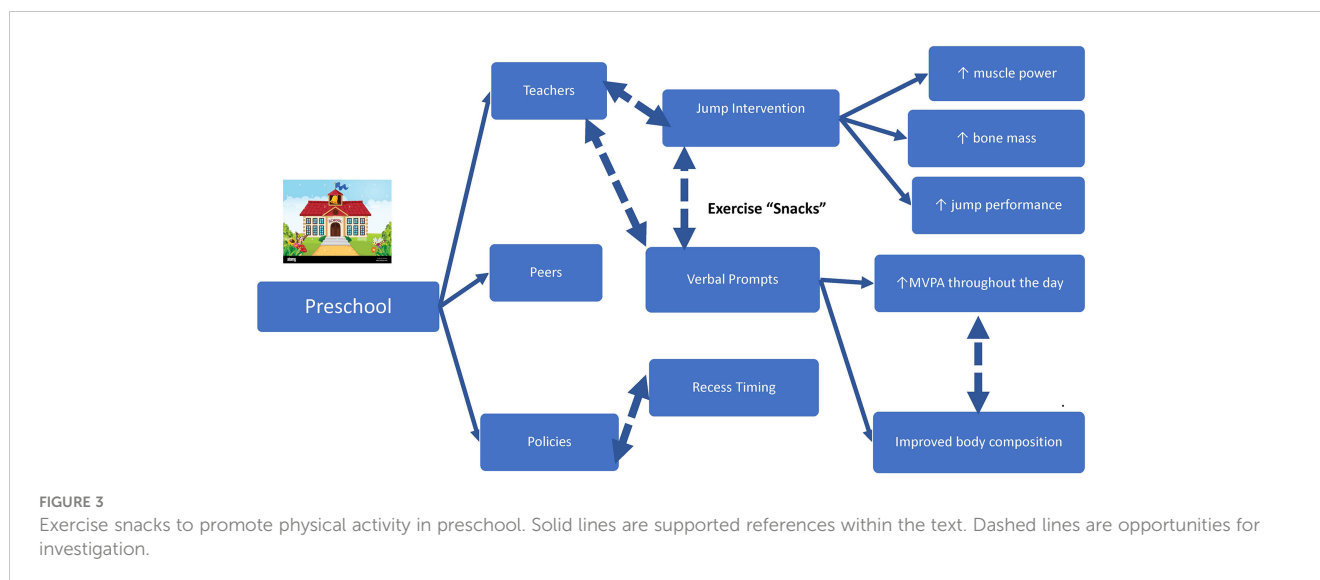 Teachers
Jump Intervention
↑ muscle power
↑ bone mass
↑ jump performance
Exercise “Snacks”
Preschool
Peers
Verbal Prompts
↑MVPA throughout the day
Recess Timing
Policies
Improved body composition
FIGURE 3
Exercise snacks to promote physical activity in preschool. Solid lines are supported references within the text. Dashed lines are opportunities for
investigation.